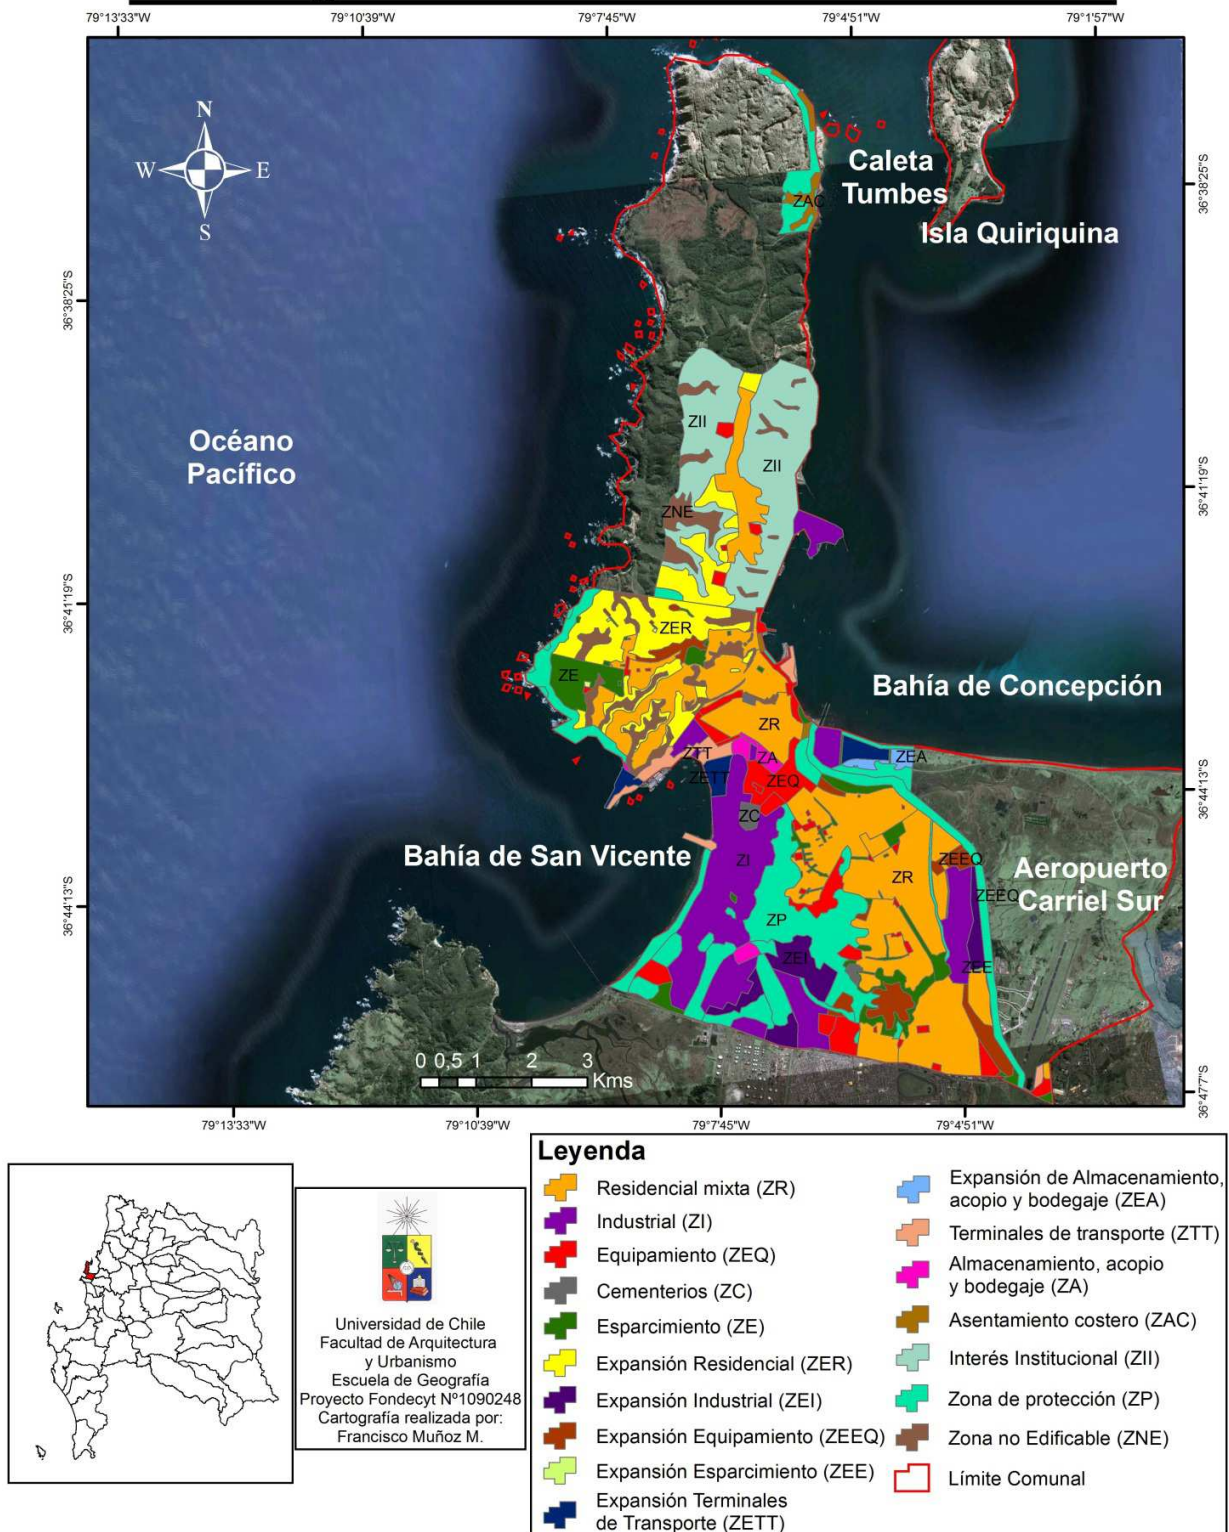 79°13'33"W 79°10'39"W 79°7'45"W 79°4'51"W 79°1'57"W
N
W E
S
Caleta
Tumbes
ZAC
Isla Quiriquina
36°38'25"S
36°38'25"S
Océano
Pacífico
ZII
ZII
36°41'19"S
ZNE
36°41'19"S
ZER
ZE
Bahía de Concepción
ZR
ZTT
ZA
ZEA
ZETT
ZEQ
36°44'13"S
ZC
Bahía de San Vicente
ZI
ZEEQ
Aeropuerto
Carriel Sur
ZR
ZEEQ
36°44'13"S
ZP
ZEI
ZEE
0 0,5 1 2 3
Kms
36°47'7"S
79°13'33"W 79°10'39"W 79°7'45"W 79°4'51"W
Leyenda
Residencial mixta (ZR)
Industrial (ZI)
Equipamiento (ZEQ)
Cementerios (ZC)
Esparcimiento (ZE)
Expansión Residencial (ZER)
Expansión Industrial (ZEI)
Expansión Equipamiento (ZEEQ)
Expansión Esparcimiento (ZEE)
Expansión Terminales
de Transporte (ZETT)
Expansión de Almacenamiento,
acopio y bodegaje (ZEA)
Terminales de transporte (ZTT)
Almacenamiento, acopio
y bodegaje (ZA)
Asentamiento costero (ZAC)
Interés Institucional (ZII)
Zona de protección (ZP)
Zona no Edificable (ZNE)
Límite Comunal
Universidad de Chile
Facultad de Arquitectura
y Urbanismo
Escuela de Geografía
Proyecto Fondecyt Nº1090248
Cartografía realizada por:
Francisco Muñoz M.